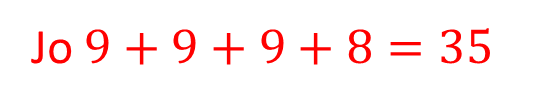 Jo 9 + 9 + 9 + 8 = 35